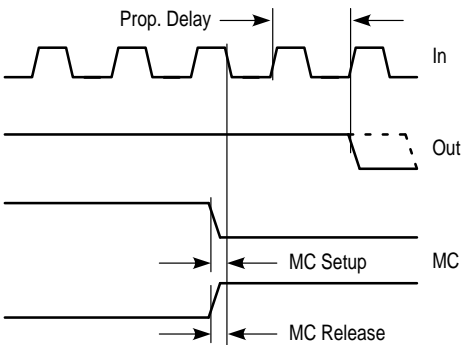 Prop. Delay
In
Out
MC Setup
MC
MC Release